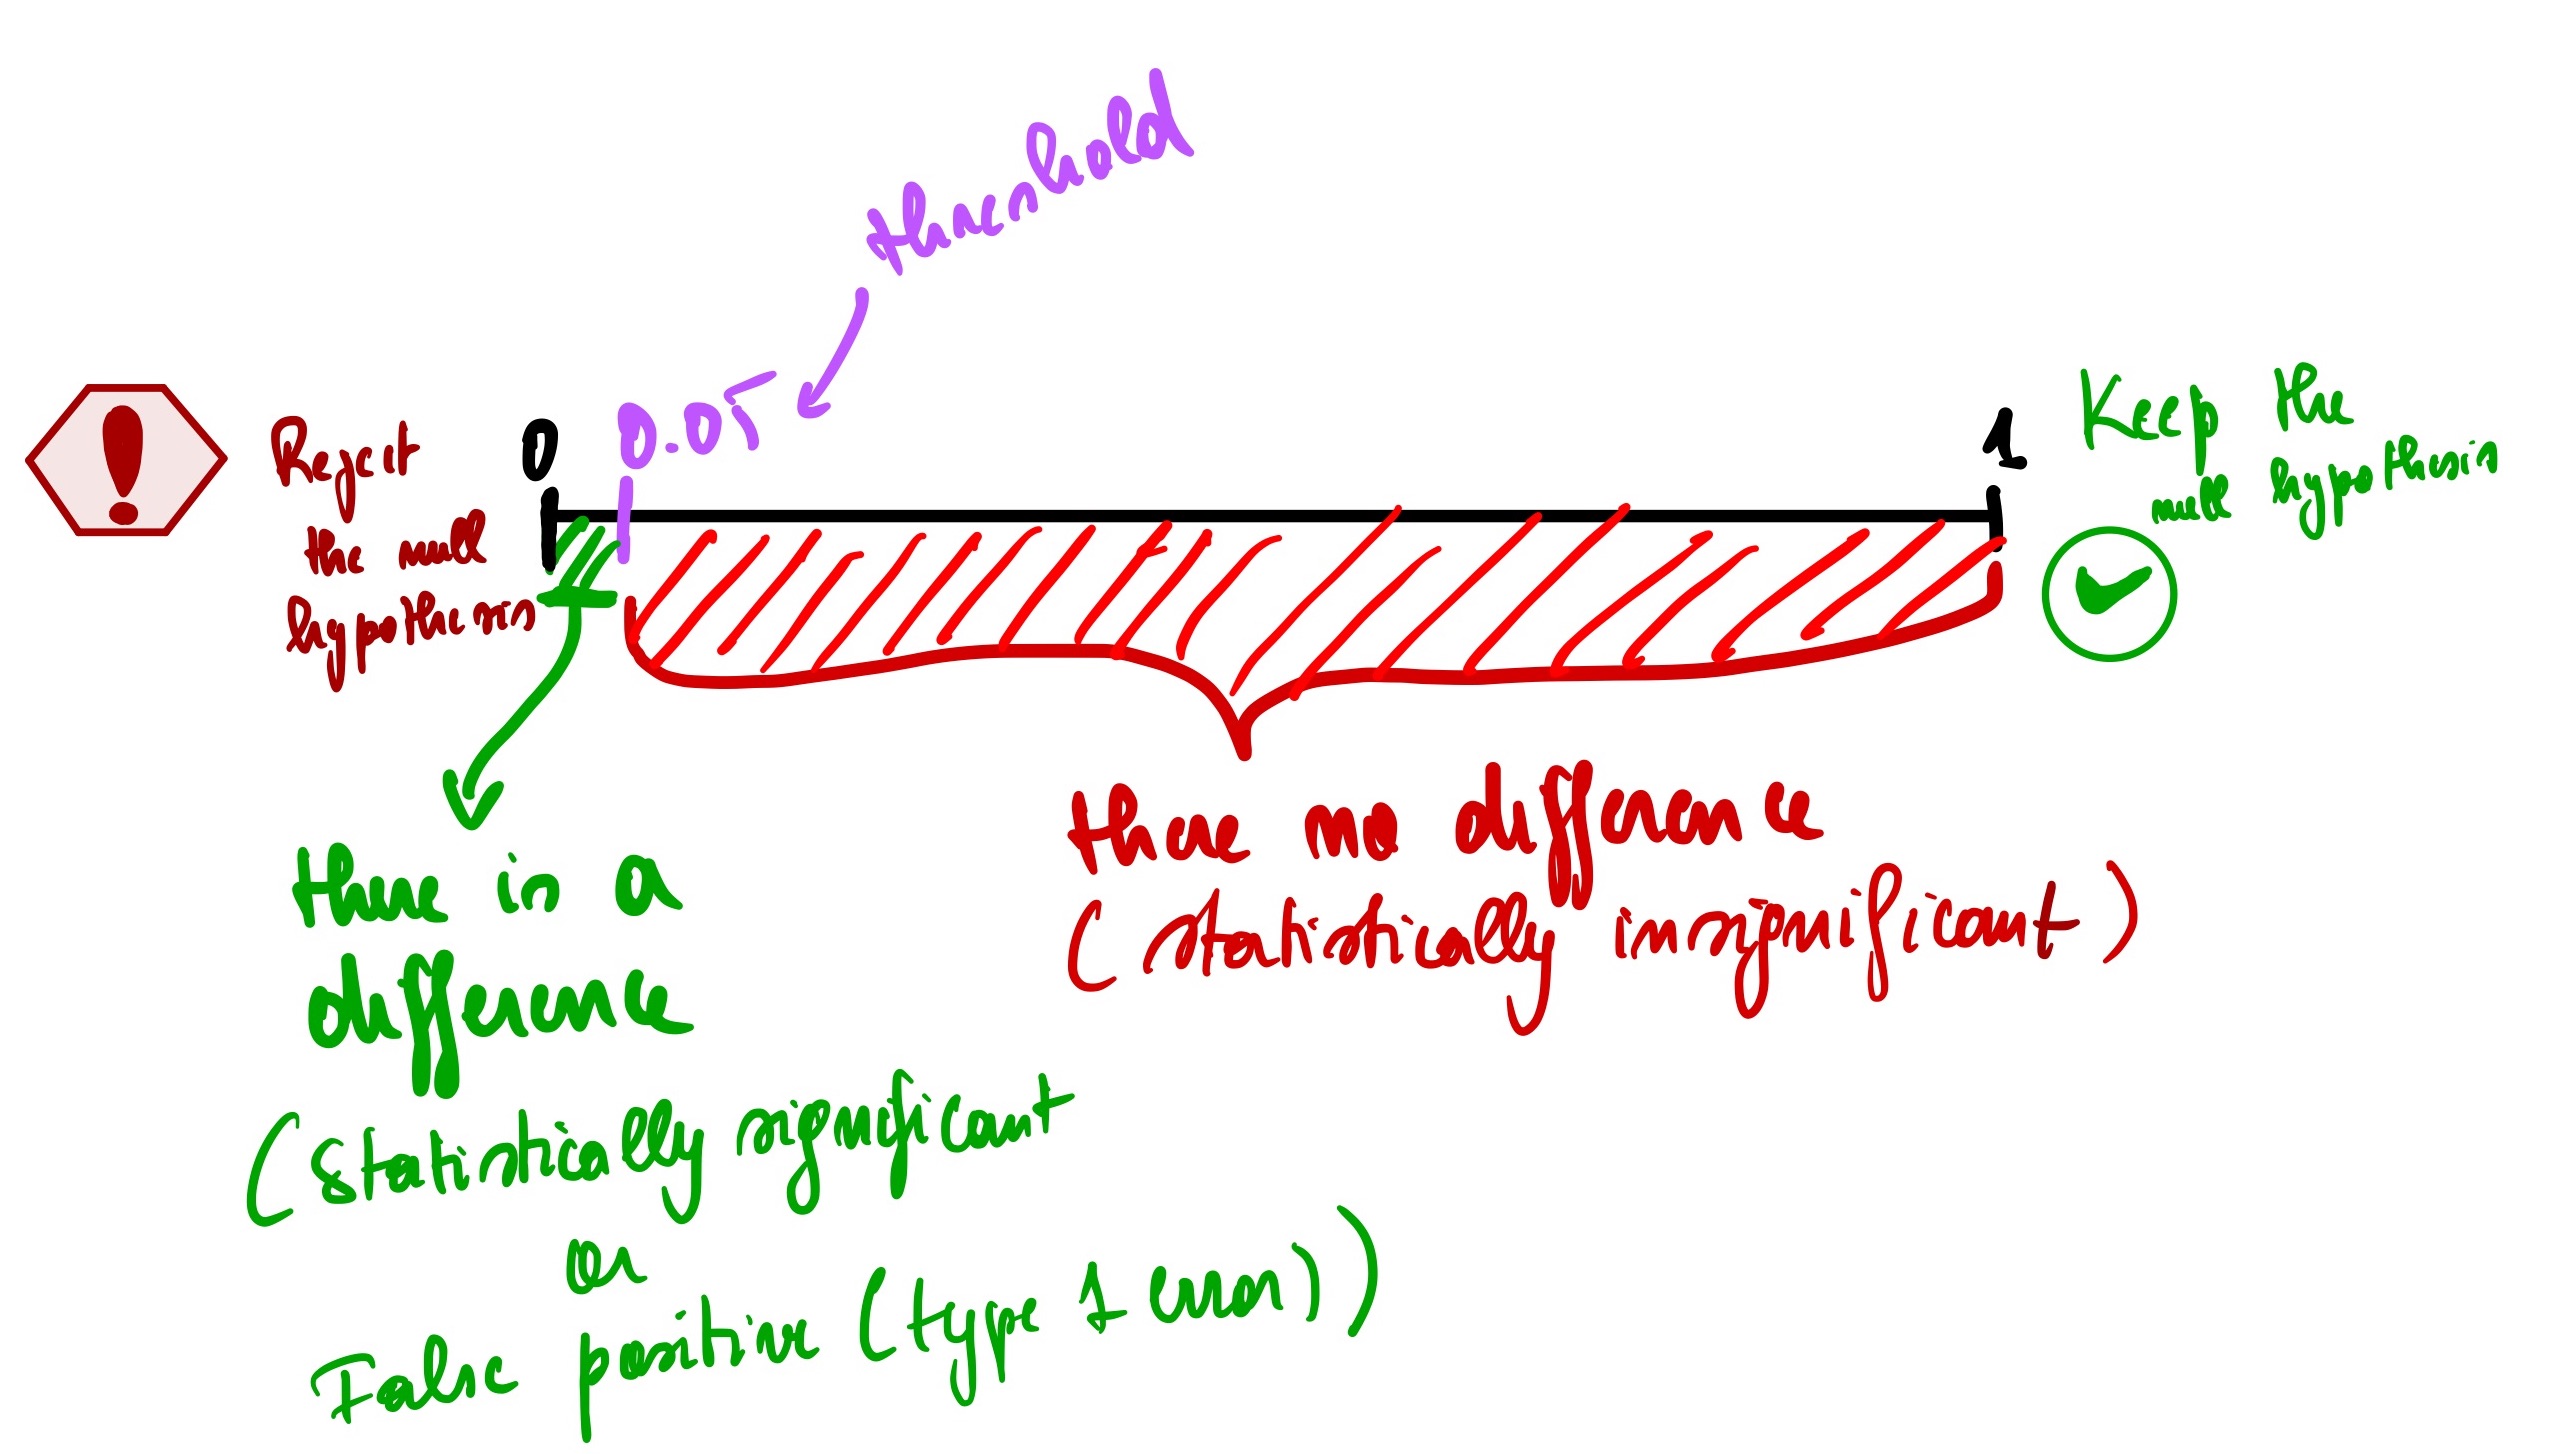 threshold
0
0.05
1
Reject
the null
hypothesis
Keep the
null hypothesis
there is a
difference
(Statistically significant
or
False positive (type 1 error))
there no difference
(statistically insignificant)